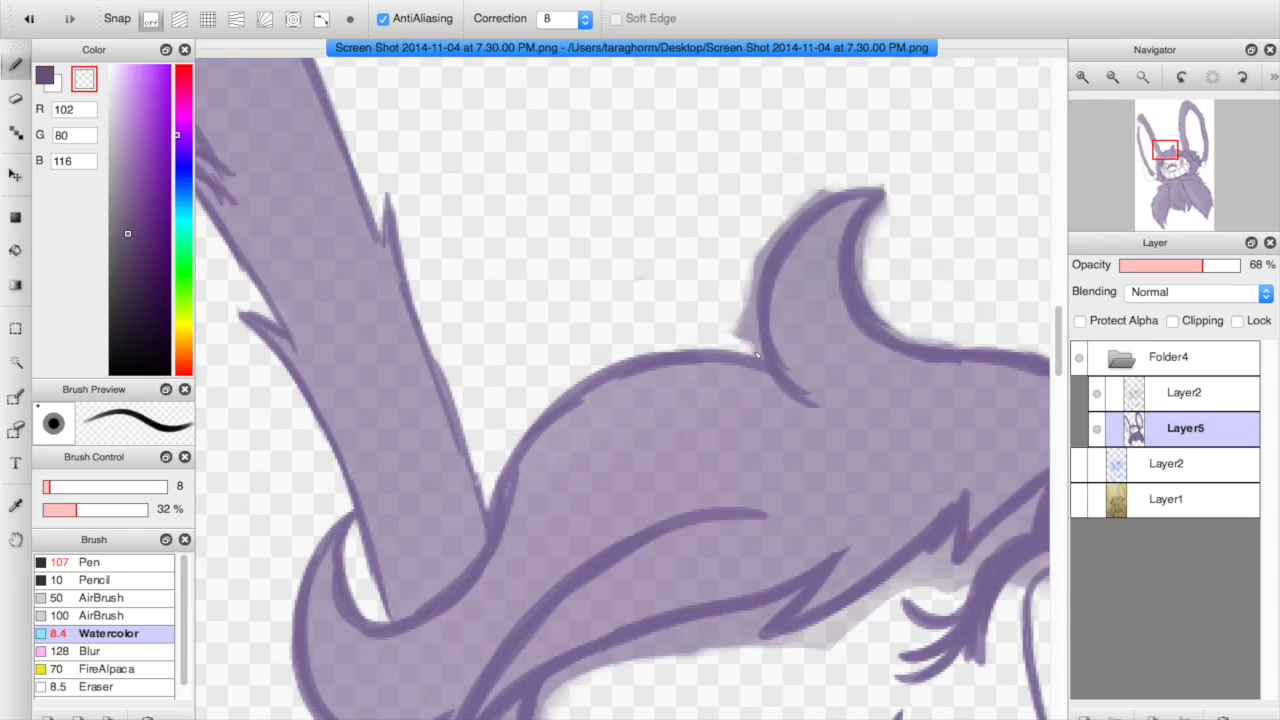 Snap
off
AntiAliasing
Correction
8
Soft Edge
Screen Shot 2014-11-04 at 7.30.00 PM.png - /Users/taraghorm/Desktop/Screen Shot 2014-11-04 at 7.30.00 PM.png
Color
R 102
G 80
B 116
Brush Preview
Brush Control
8
32 %
Brush
107 Pen
10 Pencil
50 AirBrush
100 AirBrush
8.4 Watercolor
128 Blur
70 FireAlpaca
8.5 Eraser
T
Navigator
»
Layer
Opacity 68 %
Blending Normal
Protect Alpha Clipping Lock
Folder4
Layer2
Layer5
Layer2
Layer1